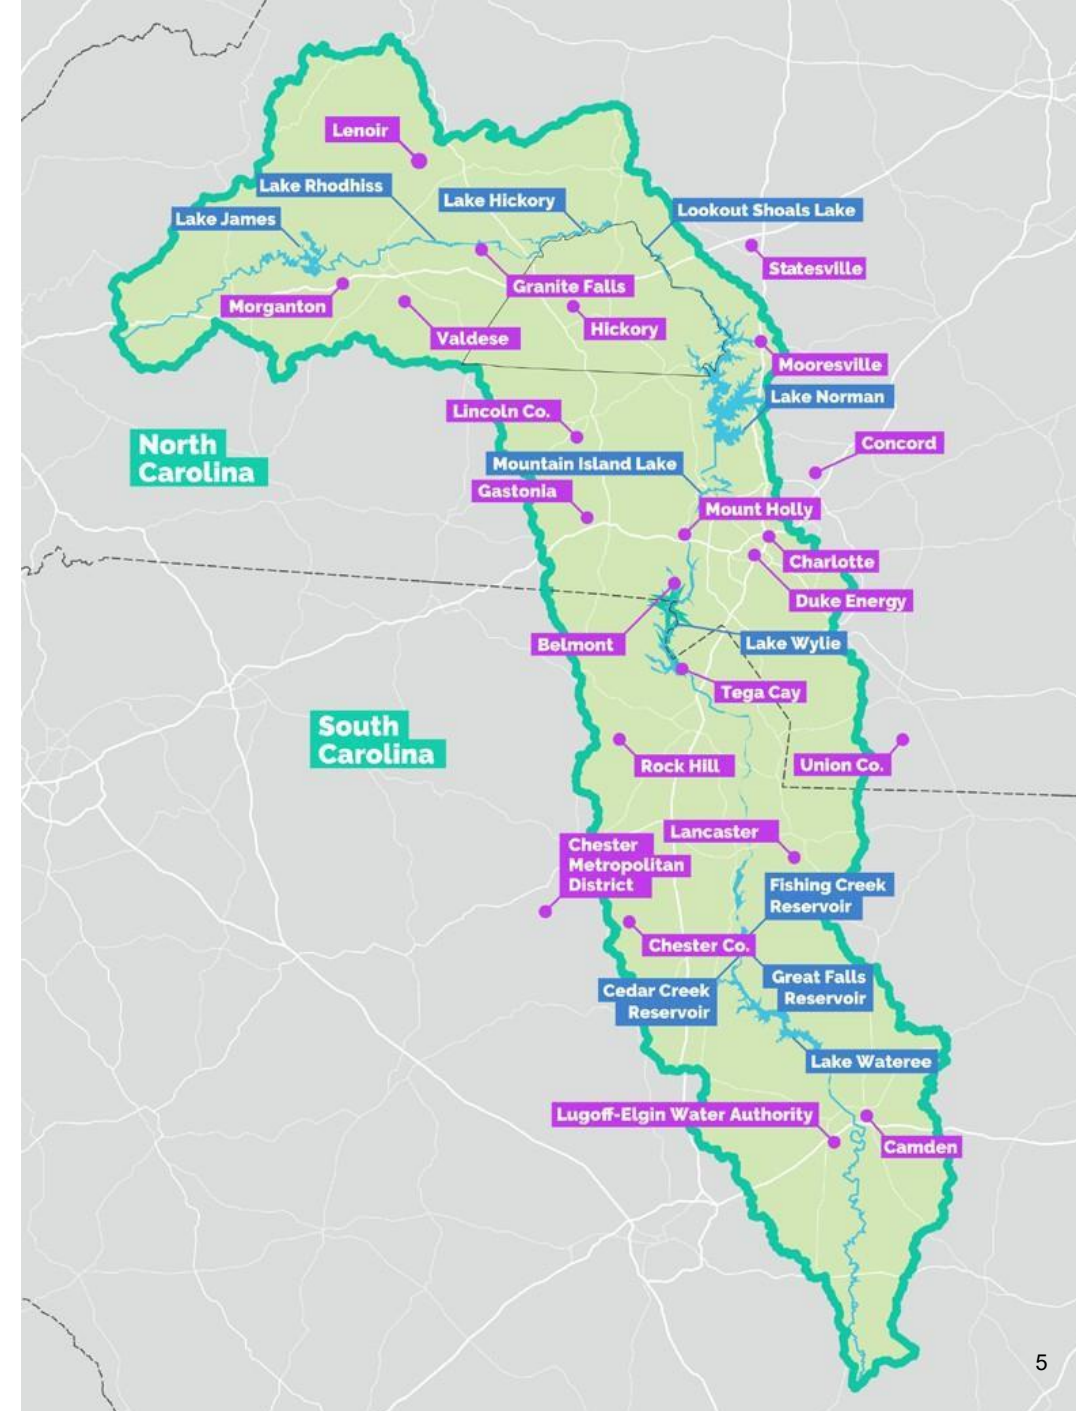 Lenoir
Lake Rhodhiss
Lake Hickory
Lake James
Lookout Shoals Lake
Statesville
Granite Falls
Morganton
Hickory
Valdese
Mooresville
Lake Norman
Lincoln Co.
North
Carolina
Concord
Mountain Island Lake
Gastonia
Mount Holly
Charlotte
Duke Energy
Belmont
Lake Wylie
Tega Cay
South
Carolina
Rock Hill
Union Co.
Lancaster
Chester
Metropolitan
District
Fishing Creek
Reservoir
Chester Co.
Great Falls
Reservoir
Cedar Creek
Reservoir
Lake Wateree
Lugoff-Elgin Water Authority
Camden
5